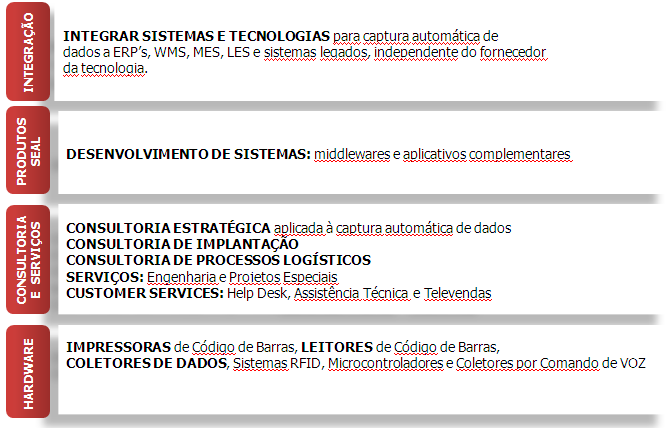 INTEGRAÇÃO
INTEGRAR SISTEMAS E TECNOLOGIAS para captura automática de
dados a ERP's, WMS, MES, LES e sistemas legados, independente do fornecedor
da tecnologia.
PRODUTOS
SEAL
DESENVOLVIMENTO DE SISTEMAS: middlewares e aplicativos complementares
CONSULTORIA
E SERVIÇOS
CONSULTORIA ESTRATÉGICA aplicada à captura automática de dados
CONSULTORIA DE IMPLANTAÇÃO
CONSULTORIA DE PROCESSOS LOGÍSTICOS
SERVIÇOS: Engenharia e Projetos Especiais
CUSTOMER SERVICES: Help Desk, Assistência Técnica e Televendas
HARDWARE
IMPRESSORAS de Código de Barras, LEITORES de Código de Barras,
COLETORES DE DADOS, Sistemas RFID, Microcontroladores e Coletores por Comando de VOZ